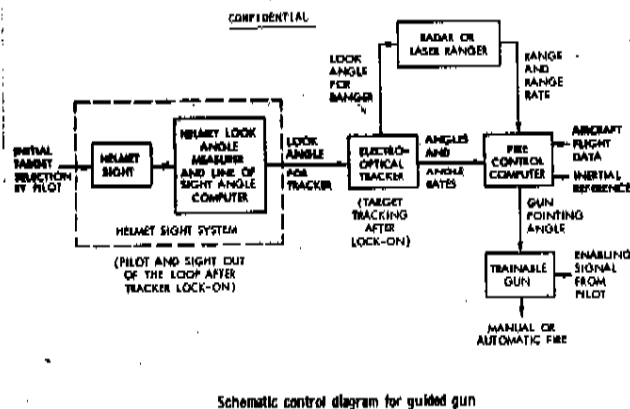 CONFIDENTIAL
RADAR OR
LASER RANGER
LOOK
ANGLE
FOR
RANGER
RANGE
AND
RANGE
RATE
INITIAL
TARGET
SELECTION
BY PILOT
HELMET
SIGHT
HELMET LOOK
ANGLE
MEASURER
AND LINE OF
SIGHT ANGLE
COMPUTER
HELMET SIGHT SYSTEM
(PILOT AND SIGHT OUT
OF THE LOOP AFTER
TRACKER LOCK-ON)
LOOK
ANGLE
FOR
TRACKER
ELECTRO-
OPTICAL
TRACKER
(TARGET
TRACKING
AFTER
LOCK-ON)
ANGLES
AND
ANGLE
RATES
FIRE
CONTROL
COMPUTER
AIRCRAFT
FLIGHT
DATA
INERTIAL
REFERENCE
GUN
POINTING
ANGLE
TRAINABLE
GUN
ENABLING
SIGNAL
FROM
PILOT
MANUAL OR
AUTOMATIC FIRE
Schematic control diagram for guided gun